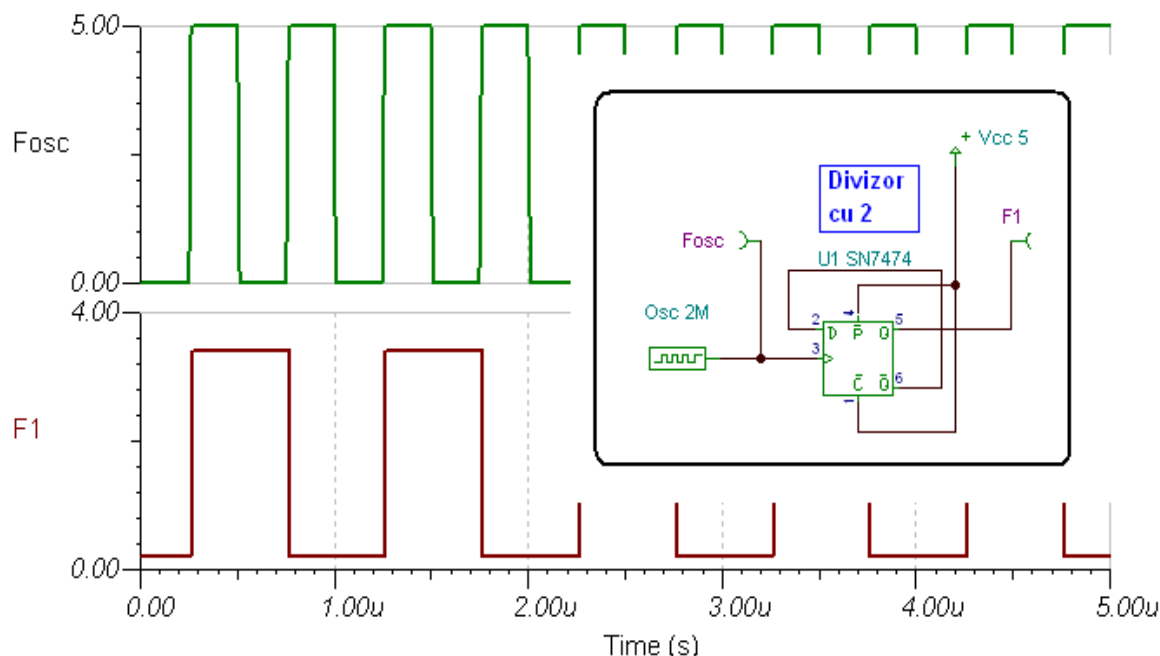 5.00
Fosc
0.00
4.00
F1
0.00
0.00 1.00u 2.00u 3.00u 4.00u 5.00u
Time (s)
+ Vcc 5
Divizor
cu 2
Fosc
F1
U1 SN7474
Osc 2M
2 D 4 P Q 5
3
C Q 6
1